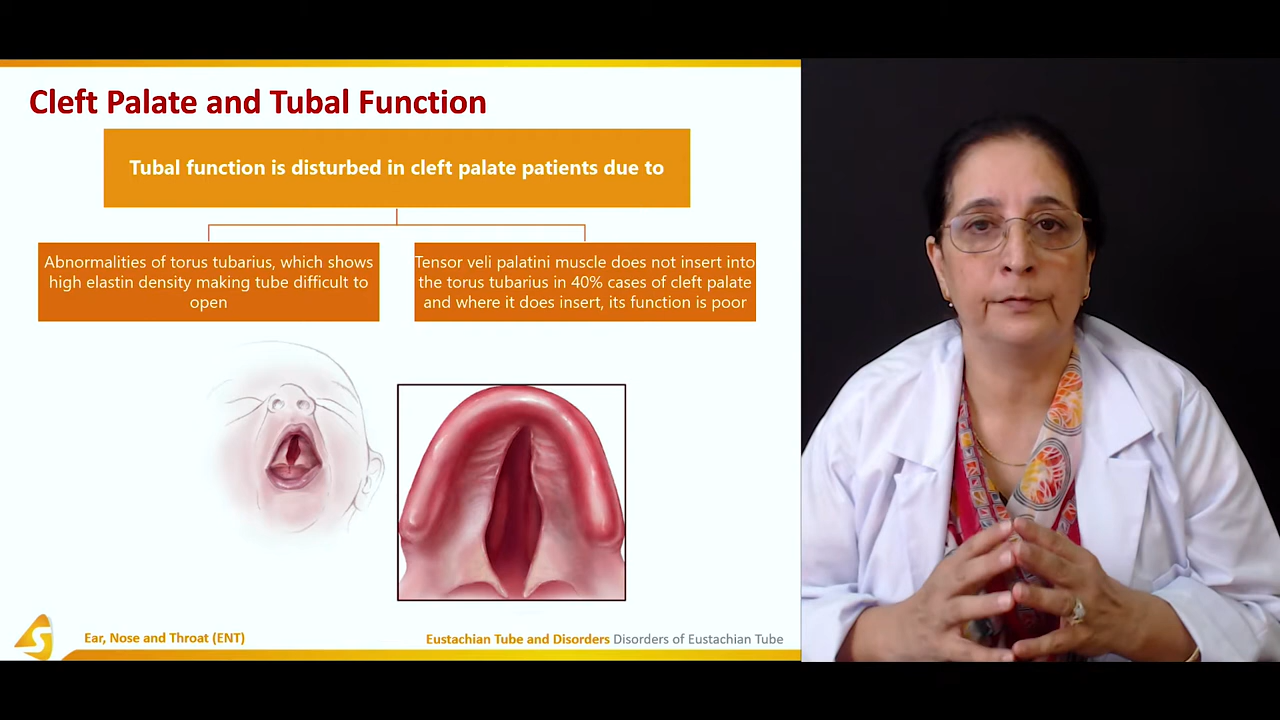 Cleft Palate and Tubal Function
Tubal function is disturbed in cleft palate patients due to
Abnormalities of torus tubarius, which shows
high elastin density making tube difficult to
open
Tensor veli palatini muscle does not insert into
the torus tubarius in 40% cases of cleft palate
and where it does insert, its function is poor
Ear, Nose and Throat (ENT)
Eustachian Tube and Disorders Disorders of Eustachian Tube